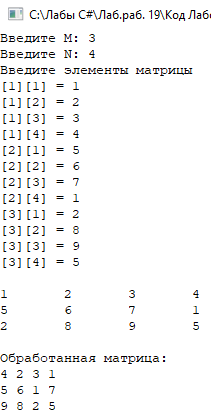 C:\Лабы C#\Лаб.раб. 19\Код Лабо
Введите M: 3
Введите N: 4
Введите элементы матрицы
[1][1] = 1
[1][2] = 2
[1][3] = 3
[1][4] = 4
[2][1] = 5
[2][2] = 6
[2][3] = 7
[2][4] = 1
[3][1] = 2
[3][2] = 8
[3][3] = 9
[3][4] = 5
1 2 3 4
5 6 7 1
2 8 9 5
Обработанная матрица:
4 2 3 1
5 6 1 7
9 8 2 5